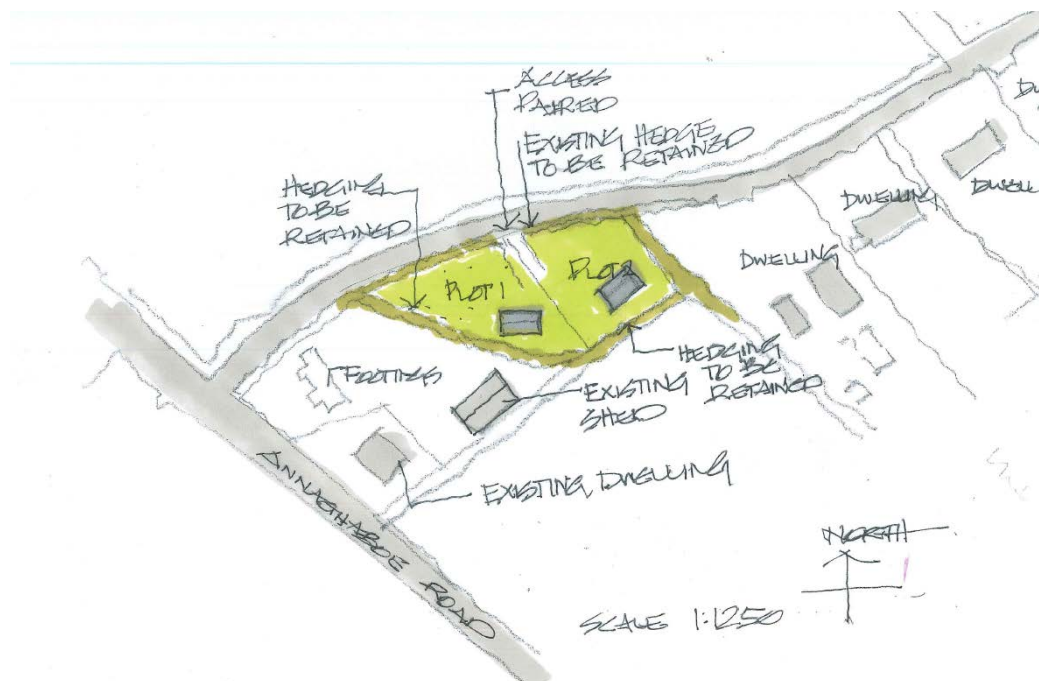 ACCESS
PAIRED
EXISTING HEDGE
TO BE RETAINED
HEDGING
TO BE
RETAINED
DWELLING
DWELLING
PLOT 1
PLOT 2
DWELLING
FOOTINGS
HEDGING
TO BE
RETAINED
EXISTING
SHED
EXISTING DWELLING
ANNAGHABOE ROAD
NORTH
SCALE 1:1250